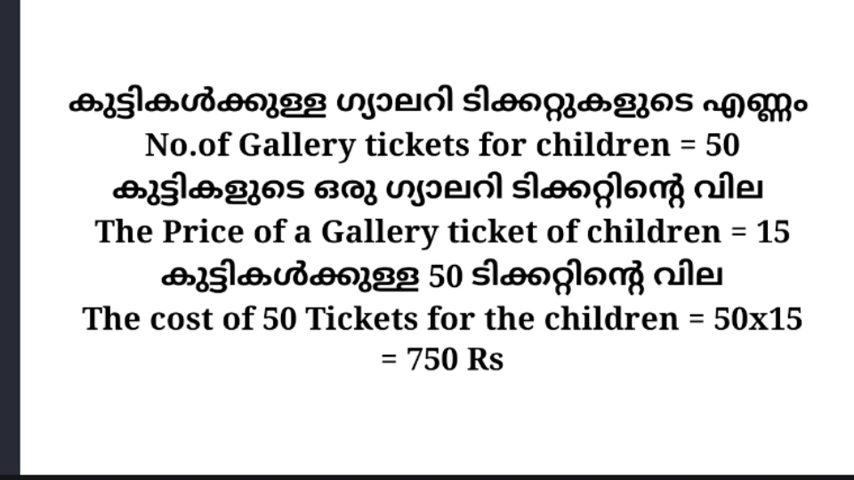 കുട്ടികൾക്കുള്ള ഗ്യാലറി ടിക്കറ്റുകളുടെ എണ്ണം
No.of Gallery tickets for children = 50
കുട്ടികളുടെ ഒരു ഗ്യാലറി ടിക്കറ്റിന്റെ വില
The Price of a Gallery ticket of children = 15
കുട്ടികൾക്കുള്ള 50 ടിക്കറ്റിന്റെ വില
The cost of 50 Tickets for the children = 50x15
= 750 Rs